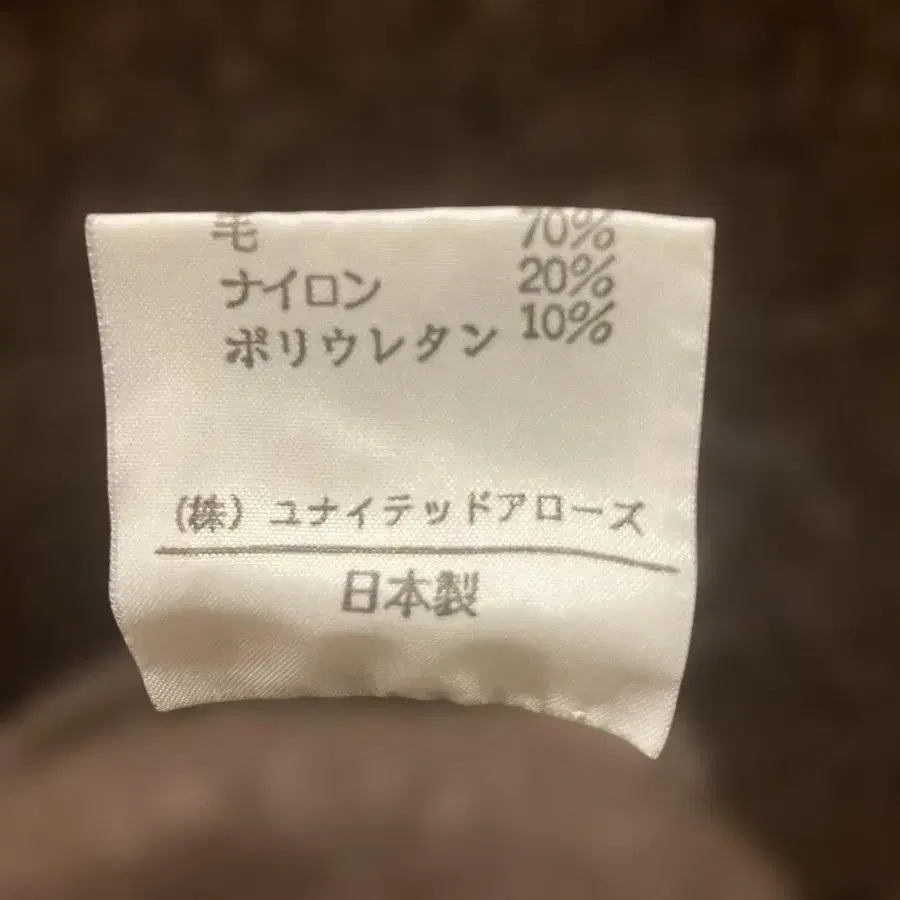 毛 70%
ナイロン 20%
ポリウレタン 10%
(株) ユナイテッドアローズ
日本製